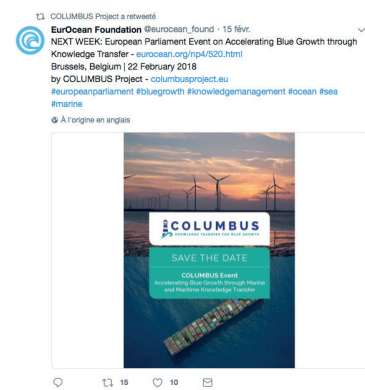 COLUMBUS Project a retweeté
EurOcean Foundation @eurocean_found · 15 févr.
NEXT WEEK: European Parliament Event on Accelerating Blue Growth through
Knowledge Transfer - eurocean.org/np4/520.html
Brussels, Belgium | 22 February 2018
by COLUMBUS Project - columbusproject.eu
#europeanparliament #bluegrowth #knowledgemanagement #ocean #sea
#marine
À l'origine en anglais
COLUMBUS
KNOWLEDGE TRANSFER FOR BLUE GROWTH
SAVE THE DATE
COLUMBUS Event
Accelerating Blue Growth through Marine
and Maritime Knowledge Transfer
15 10